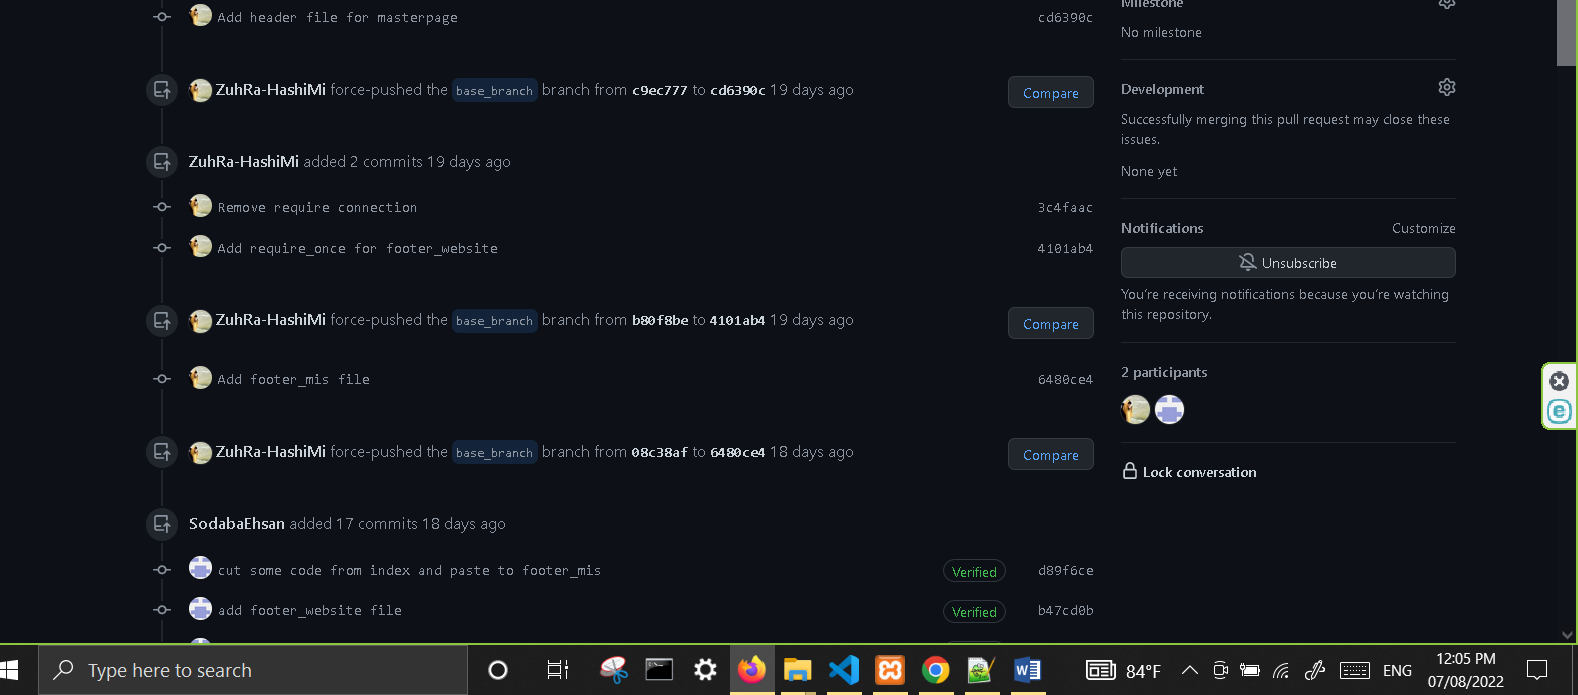 Add header file for masterpage cd6390c
ZuhRa-HashiMi force-pushed the base_branch branch from c9ec777 to cd6390c 19 days ago Compare
ZuhRa-HashiMi added 2 commits 19 days ago
Remove require connection 3c4faac
Add require_once for footer_website 4101ab4
ZuhRa-HashiMi force-pushed the base_branch branch from b80f8be to 4101ab4 19 days ago Compare
Add footer_mis file 6480ce4
ZuhRa-HashiMi force-pushed the base_branch branch from 08c38af to 6480ce4 18 days ago Compare
SodabaEhsan added 17 commits 18 days ago
cut some code from index and paste to footer_mis Verified d89f6ce
add footer_website file Verified b47cd0b
Milestone
No milestone
Development
Successfully merging this pull request may close these
issues.
None yet
Notifications Customize
Unsubscribe
You're receiving notifications because you're watching
this repository.
2 participants
Lock conversation
Type here to search
84°F
ENG
12:05 PM
07/08/2022